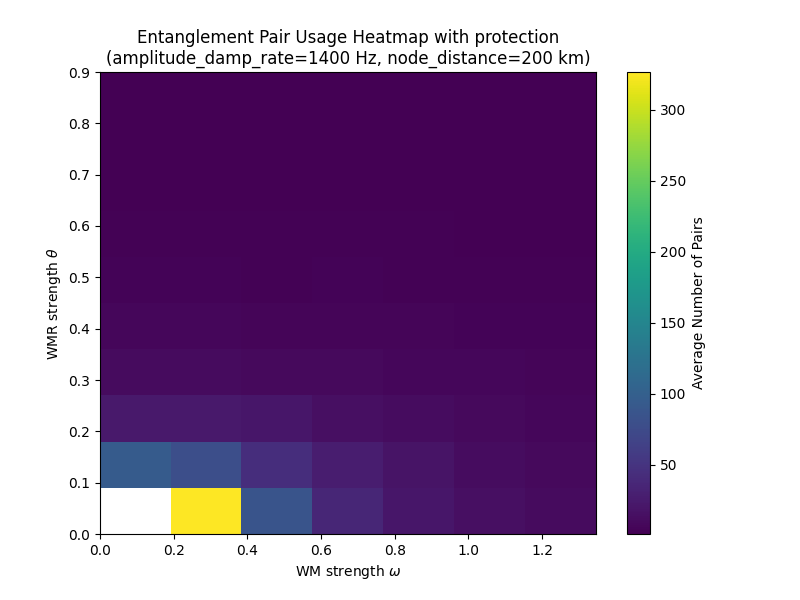 Entanglement Pair Usage Heatmap with protection
(amplitude_damp_rate=1400 Hz, node_distance=200 km)
0.9
0.8
0.7
0.6
0.5
0.4
0.3
0.2
0.1
0.0
WMR strength θ
0.0 0.2 0.4 0.6 0.8 1.0 1.2
WM strength ω
300
250
200
150
100
50
Average Number of Pairs